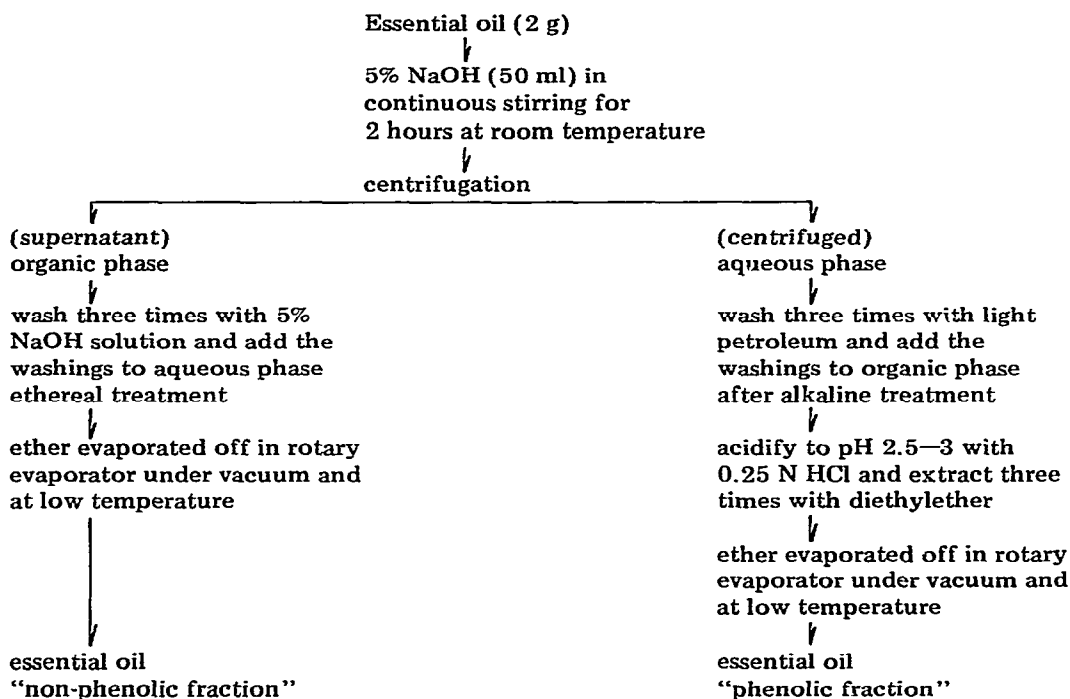 Essential oil (2 g)
5% NaOH (50 ml) in
continuous stirring for
2 hours at room temperature
centrifugation
(supernatant)
organic phase
wash three times with 5%
NaOH solution and add the
washings to aqueous phase
ethereal treatment
ether evaporated off in rotary
evaporator under vacuum and
at low temperature
essential oil
"non-phenolic fraction"
(centrifuged)
aqueous phase
wash three times with light
petroleum and add the
washings to organic phase
after alkaline treatment
acidify to pH 2.5—3 with
0.25 N HCl and extract three
times with diethylether
ether evaporated off in rotary
evaporator under vacuum and
at low temperature
essential oil
"phenolic fraction"